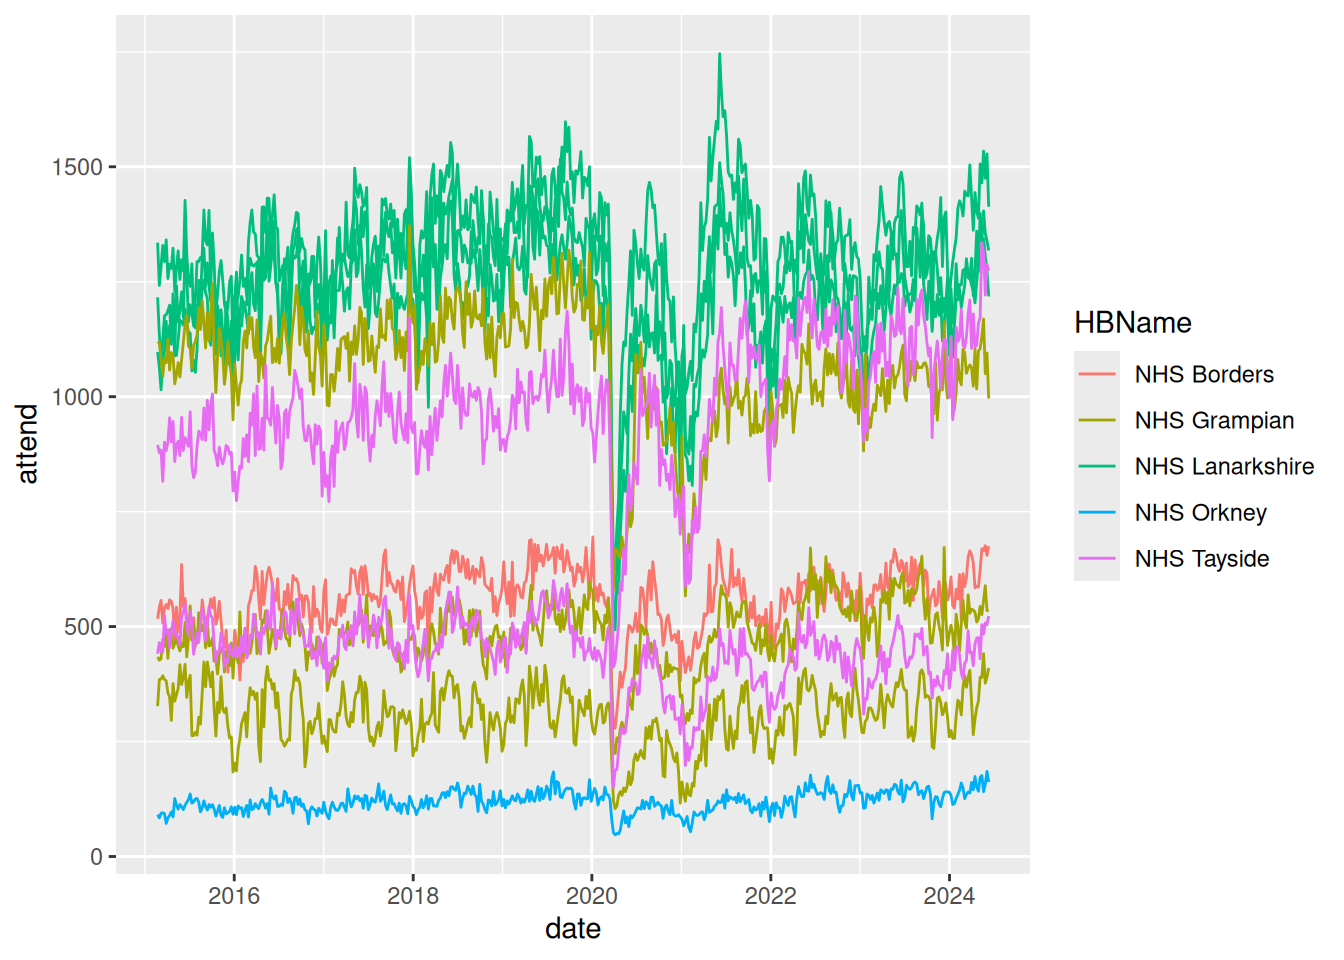 1500
1000
500
0
attend
2016 2018 2020 2022 2024
date
HBName
NHS Borders
NHS Grampian
NHS Lanarkshire
NHS Orkney
NHS Tayside